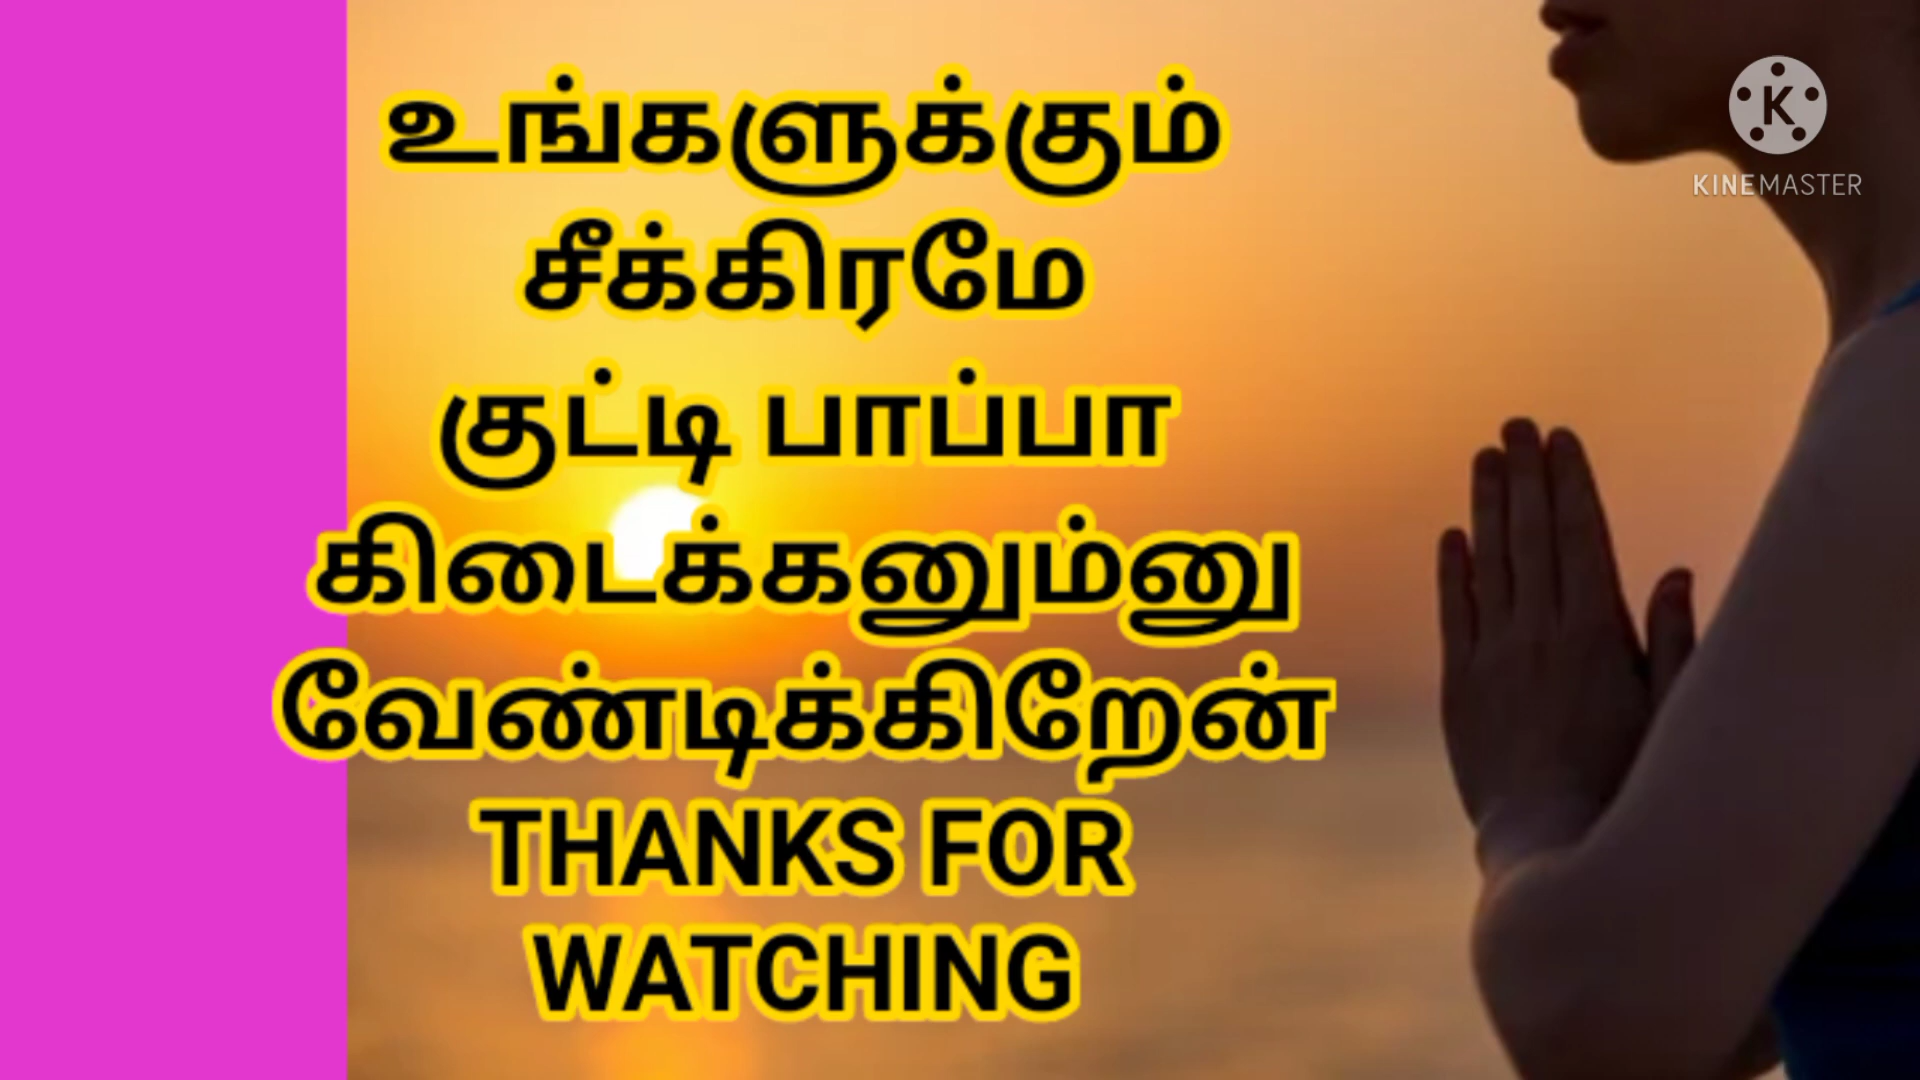 உங்களுக்கும்
சீக்கிரமே
குட்டி பாப்பா
கிடைக்கனும்னு
வேண்டிக்கிறேன்
THANKS FOR
WATCHING
K
KINEMASTER